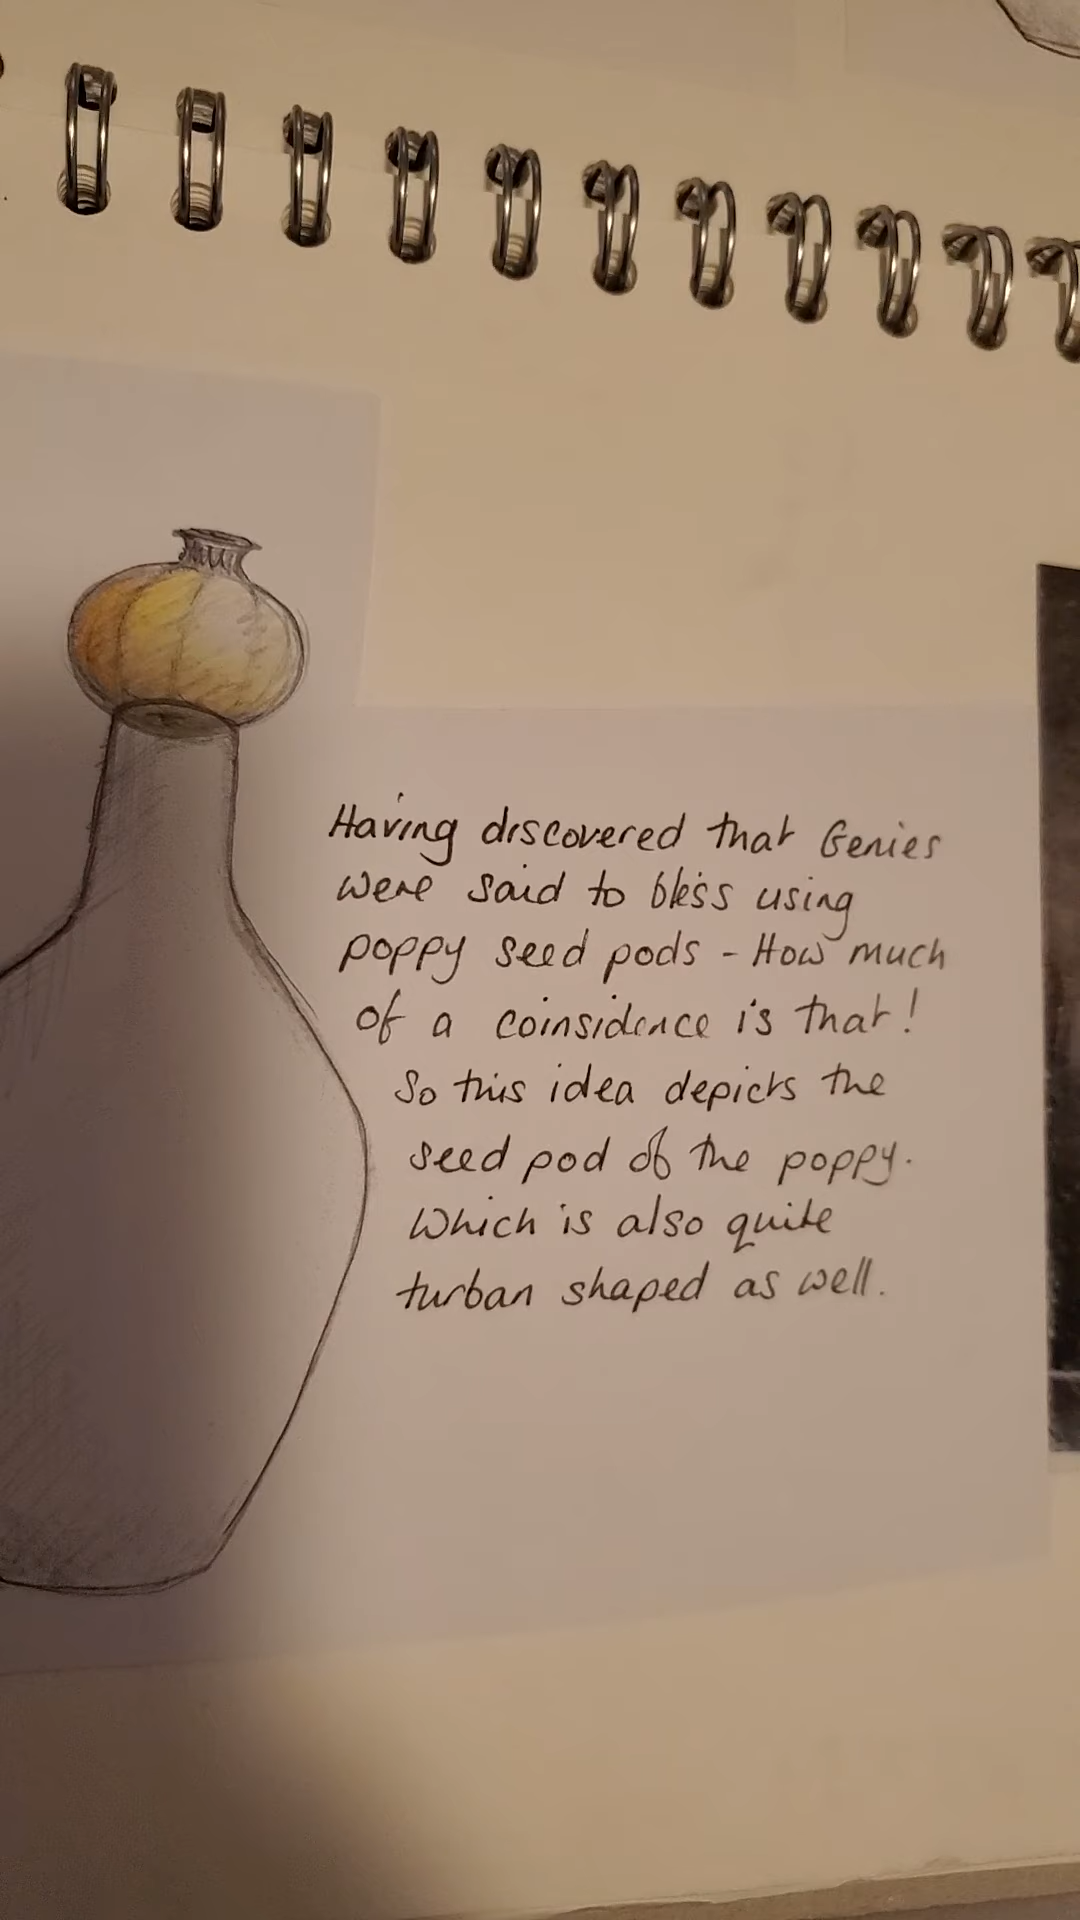 Having discovered that Genies
were said to bless using
poppy seed pods - How much
of a coinsidence is that!
So this idea depicts the
seed pod of the poppy.
Which is also quite
turban shaped as well.